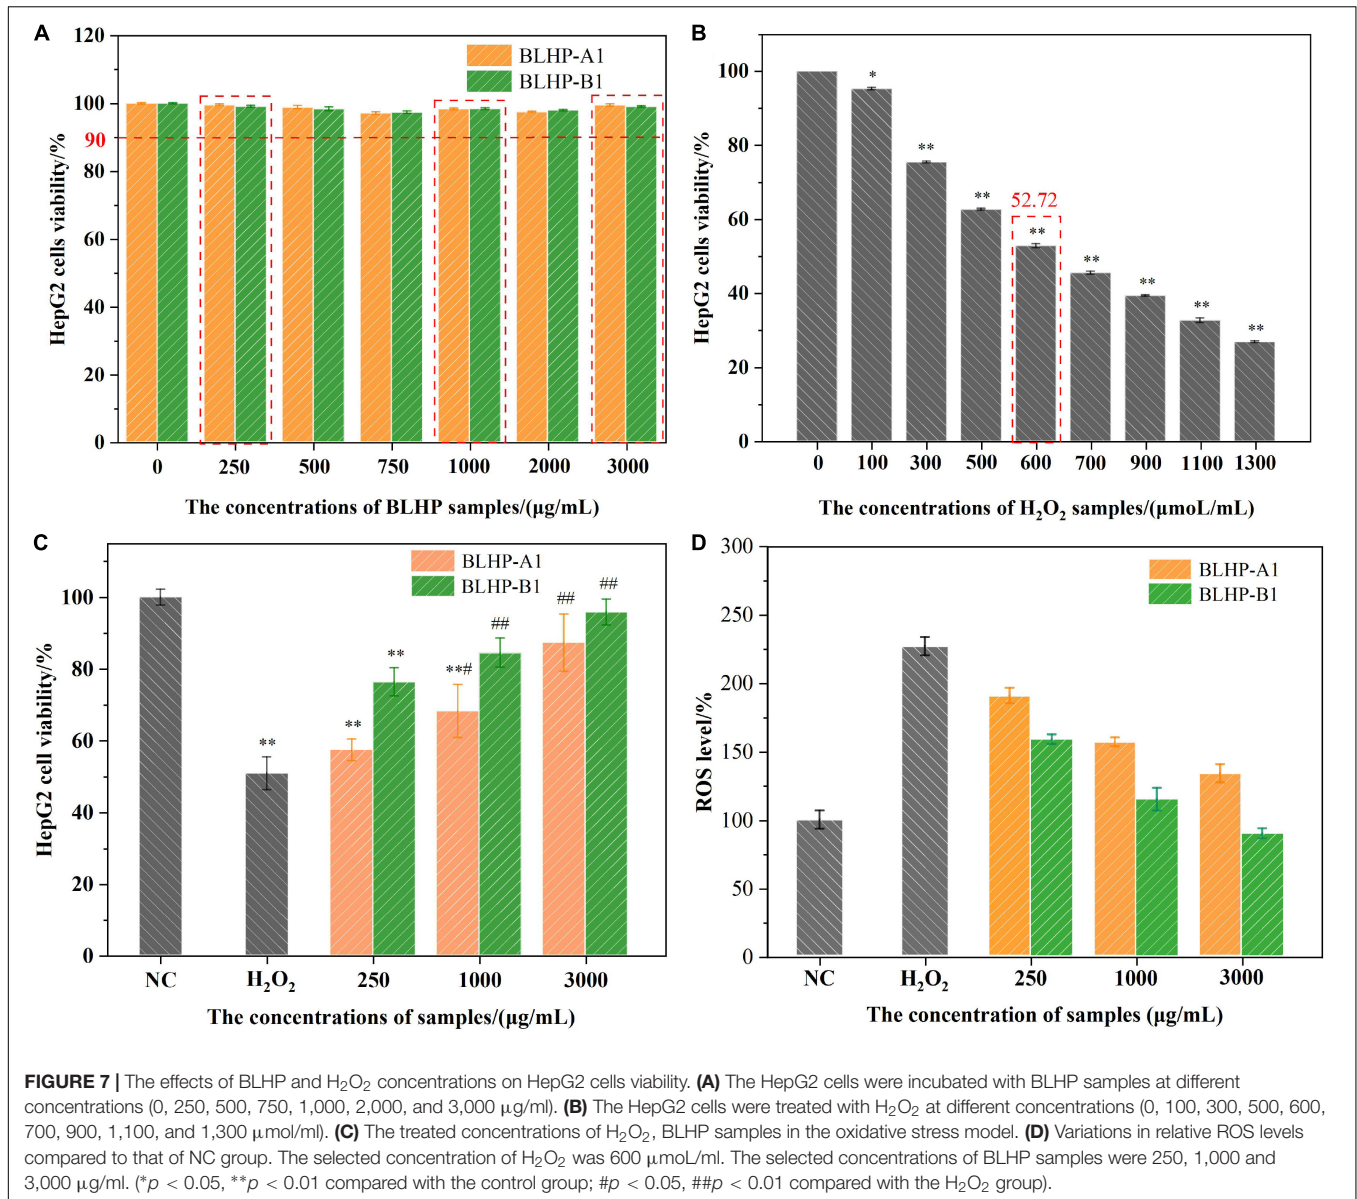 A
120
100
90
80
60
40
20
0
HepG2 cells viability/%
BLHP-A1
BLHP-B1
0 250 500 750 1000 2000 3000
The concentrations of BLHP samples/(μg/mL)
B
100
80
60
40
20
0
HepG2 cells viability/%
*
**
**
52.72
**
**
**
**
**
0 100 300 500 600 700 900 1100 1300
The concentrations of H₂O₂ samples/(μmoL/mL)
C
100
80
60
40
20
0
HepG2 cell viability/%
BLHP-A1
BLHP-B1
**
**
**
**#
##
##
##
NC H₂O₂ 250 1000 3000
The concentrations of samples/(μg/mL)
D
300
250
200
150
100
50
0
ROS level/%
BLHP-A1
BLHP-B1
NC H₂O₂ 250 1000 3000
The concentration of samples (μg/mL)
FIGURE 7 | The effects of BLHP and H₂O₂ concentrations on HepG2 cells viability. (A) The HepG2 cells were incubated with BLHP samples at different
concentrations (0, 250, 500, 750, 1,000, 2,000, and 3,000 μg/ml). (B) The HepG2 cells were treated with H₂O₂ at different concentrations (0, 100, 300, 500, 600,
700, 900, 1,100, and 1,300 μmol/ml). (C) The treated concentrations of H₂O₂, BLHP samples in the oxidative stress model. (D) Variations in relative ROS levels
compared to that of NC group. The selected concentration of H₂O₂ was 600 μmoL/ml. The selected concentrations of BLHP samples were 250, 1,000 and
3,000 μg/ml. (*p < 0.05, **p < 0.01 compared with the control group; #p < 0.05, ##p < 0.01 compared with the H₂O₂ group).